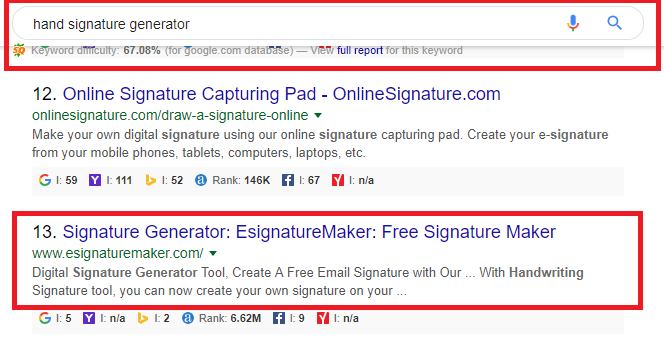 hand signature generator
Keyword difficulty: 67.08% (for google.com database) — View full report for this keyword
12. Online Signature Capturing Pad - OnlineSignature.com
onlinesignature.com/draw-a-signature-online
Make your own digital signature using our online signature capturing pad. Create your e-signature
from your mobile phones, tablets, computers, laptops, etc.
G I: 59 Y I: 111 b I: 52 a Rank: 146K f I: 67 Y I: n/a
13. Signature Generator: EsignatureMaker: Free Signature Maker
www.esignaturemaker.com/
Digital Signature Generator Tool, Create A Free Email Signature with Our ... With Handwriting
Signature tool, you can now create your own signature on your ...
G I: 5 Y I: n/a b I: 2 a Rank: 6.62M f I: 9 Y I: n/a